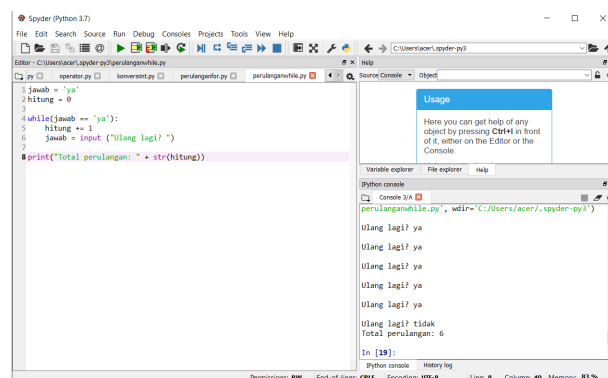 Spyder (Python 3.7)
File Edit Search Source Run Debug Consoles Projects Tools View Help
C:\Users\acer\.spyder-py3
Editor - C:\Users\acer\.spyder-py3\perulanganwhile.py
Help
py operator.py konversint.py perulanganfor.py perulanganwhile.py
Source Console Object
1 jawab = 'ya'
2 hitung = 0
3
4 while(jawab == 'ya'):
5 hitung += 1
6 jawab = input ("Ulang lagi? ")
7
8 print("Total perulangan: " + str(hitung))
Usage
Here you can get help of any
object by pressing Ctrl+I in front
of it, either on the Editor or the
Console.
Variable explorer File explorer Help
IPython console
Console 3/A
perulanganwhile.py', wdir='C:/Users/acer/.spyder-py3')
Ulang lagi? ya
Ulang lagi? ya
Ulang lagi? ya
Ulang lagi? ya
Ulang lagi? ya
Ulang lagi? tidak
Total perulangan: 6
In [19]:
IPython console History log
Permissions: RW End-of-lines: CRLF Encoding: UTF-8 Line: 8 Column: 40 Memory: 83 %